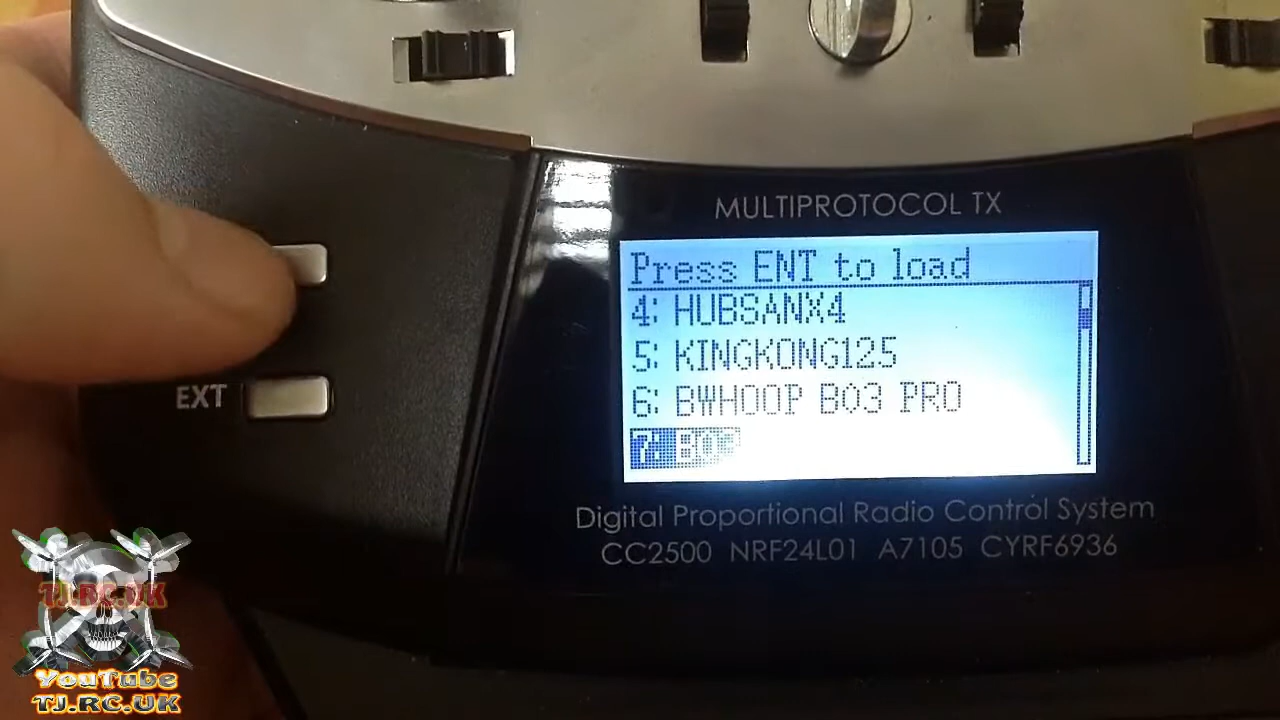 MULTIPROTOCOL TX
Press ENT to load
4: HUBSANX4
5: KINGKONG125
6: BWHOOP B03 PRO
7:
EXT
Digital Proportional Radio Control System
CC2500 NRF24L01 A7105 CYRF6936
TJ.RC.UK
YouTube
TJ.RC.UK